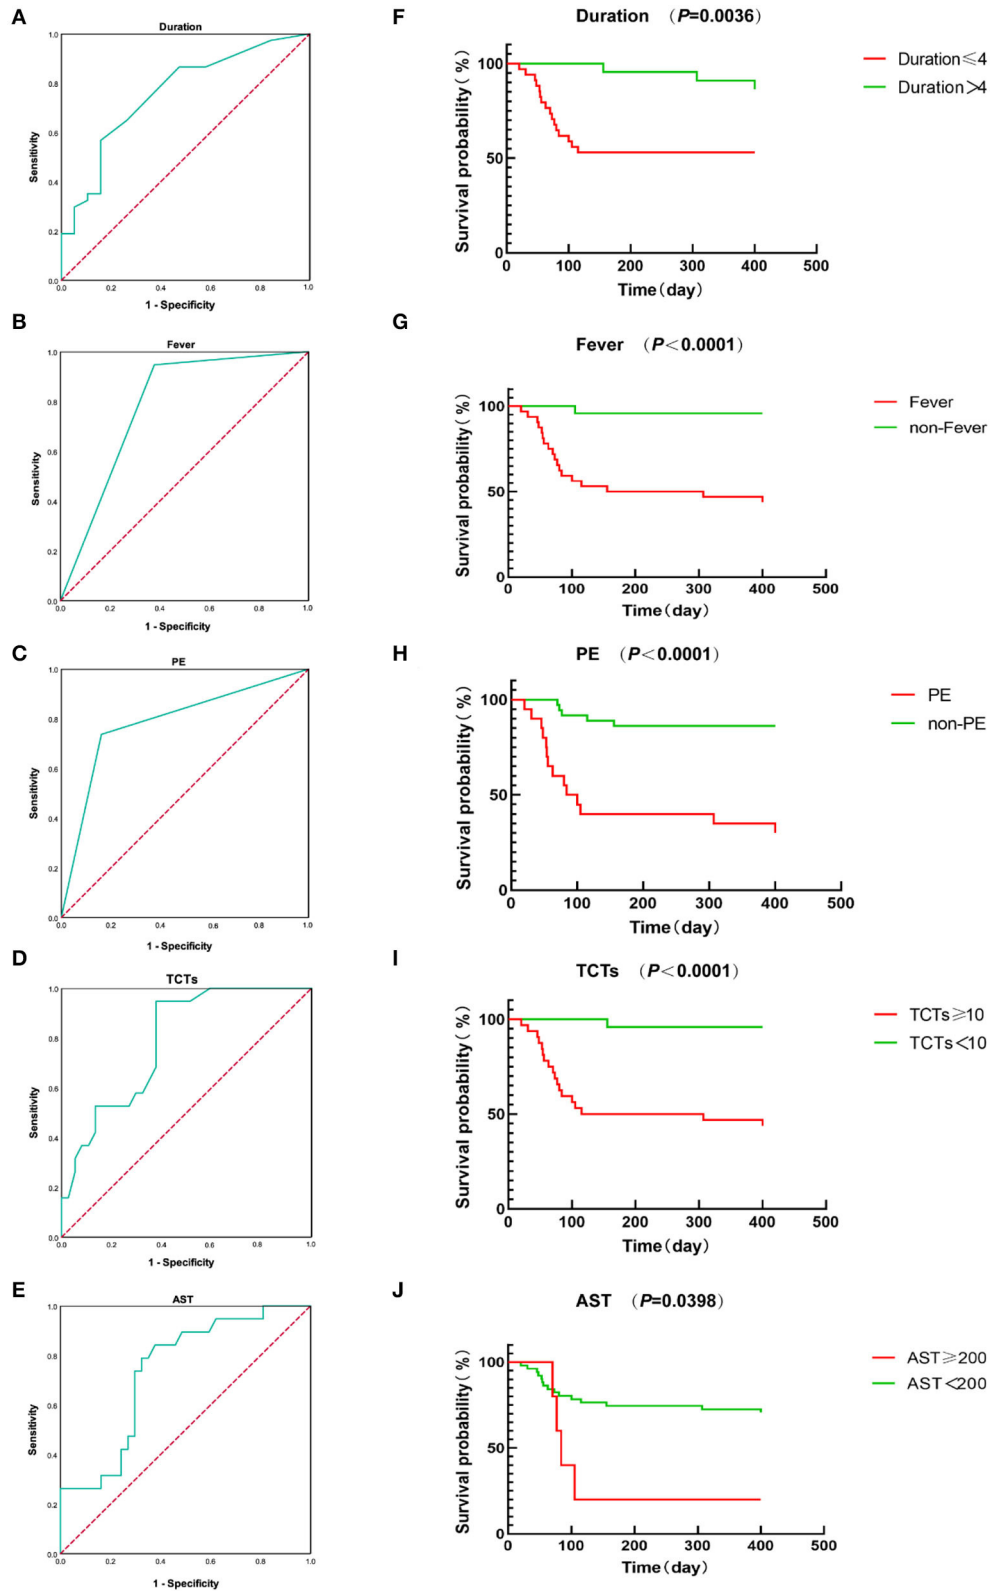 A
Duration
Sensitivity
1.0
0.8
0.6
0.4
0.2
0.0
0.0 0.2 0.4 0.6 0.8 1.0
1 - Specificity
F
Duration (P=0.0036)
Survival probability( %)
100
50
0
0 100 200 300 400 500
Time(day)
Duration≤4
Duration>4
B
Fever
Sensitivity
1.0
0.8
0.6
0.4
0.2
0.0
0.0 0.2 0.4 0.6 0.8 1.0
1 - Specificity
G
Fever (P<0.0001)
Survival probability( %)
100
50
0
0 100 200 300 400 500
Time(day)
Fever
non-Fever
C
PE
Sensitivity
1.0
0.8
0.6
0.4
0.2
0.0
0.0 0.2 0.4 0.6 0.8 1.0
1 - Specificity
H
PE (P<0.0001)
Survival probability( %)
100
50
0
0 100 200 300 400 500
Time(day)
PE
non-PE
D
TCTs
Sensitivity
1.0
0.8
0.6
0.4
0.2
0.0
0.0 0.2 0.4 0.6 0.8 1.0
1 - Specificity
I
TCTs (P<0.0001)
Survival probability( %)
100
50
0
0 100 200 300 400 500
Time(day)
TCTs≥10
TCTs<10
E
AST
Sensitivity
1.0
0.8
0.6
0.4
0.2
0.0
0.0 0.2 0.4 0.6 0.8 1.0
1 - Specificity
J
AST (P=0.0398)
Survival probability( %)
100
50
0
0 100 200 300 400 500
Time(day)
AST≥200
AST<200